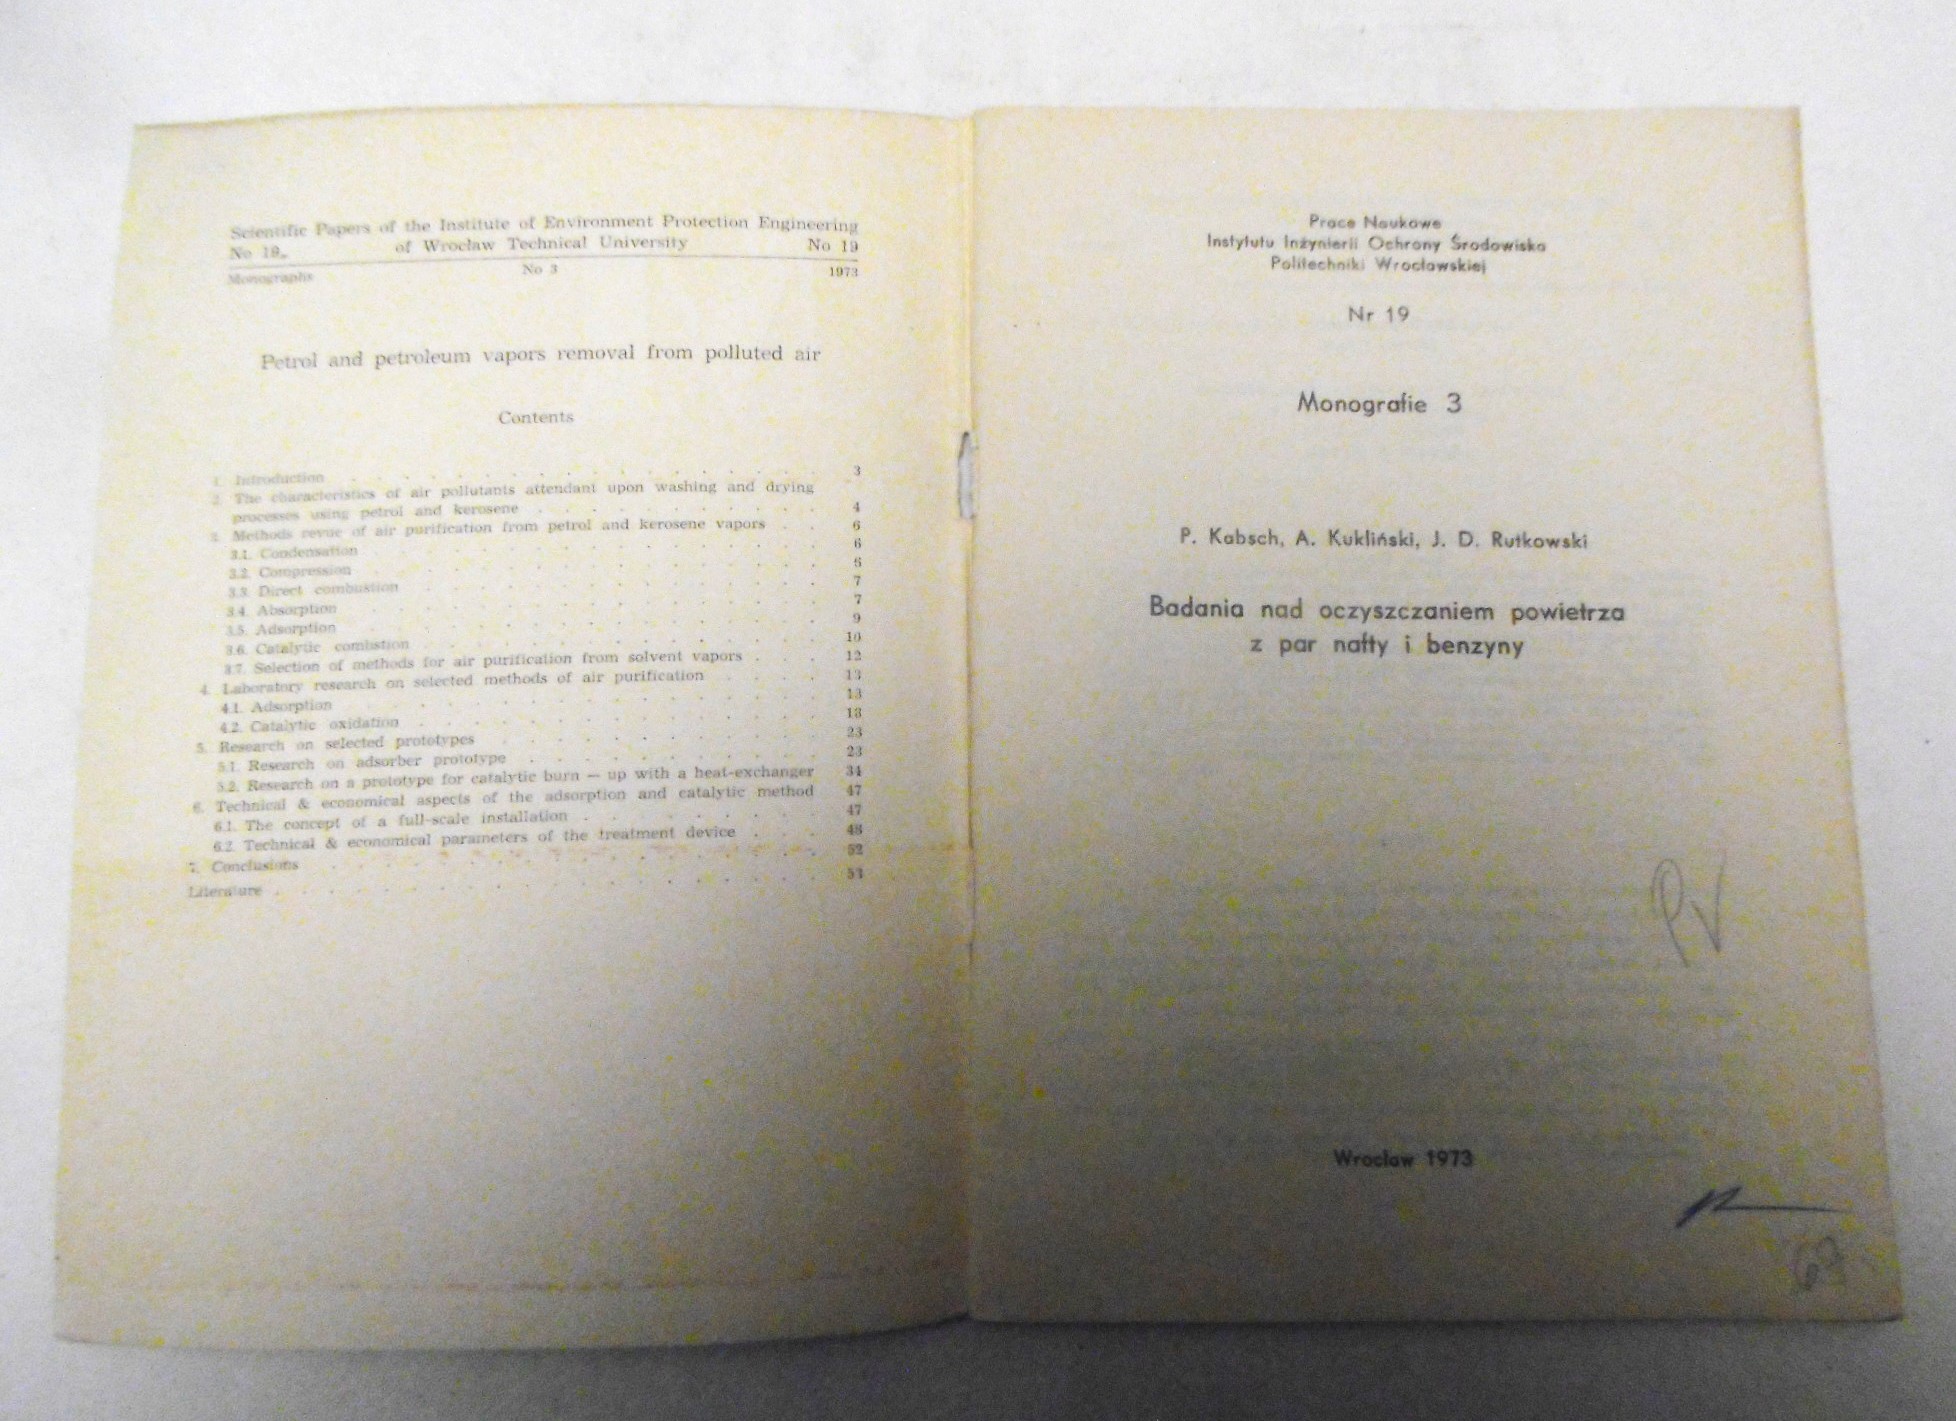 Scientific Papers of the Institute of Environment Protection Engineering
No 19. of Wrocław Technical University No 19
Monographs No 3 1973
Petrol and petroleum vapors removal from polluted air
Contents
1. Introduction . . . . . . . . . . . . . . . . . . 3
2. The characteristics of air pollutants attendant upon washing and drying
processes using petrol and kerosene . . . . . . . . . . . 4
3. Methods revue of air purification from petrol and kerosene vapors . . 6
3.1. Condensation . . . . . . . . . . . . . . . . 6
3.2. Compression . . . . . . . . . . . . . . . . 6
3.3. Direct combustion . . . . . . . . . . . . . . . 7
3.4. Absorption . . . . . . . . . . . . . . . . . 7
3.5. Adsorption . . . . . . . . . . . . . . . . . 9
3.6. Catalytic combustion . . . . . . . . . . . . . . 10
3.7. Selection of methods for air purification from solvent vapors . . . 12
4. Laboratory research on selected methods of air purification . . . . 13
4.1. Adsorption . . . . . . . . . . . . . . . . . 13
4.2. Catalytic oxidation . . . . . . . . . . . . . . . 18
5. Research on selected prototypes . . . . . . . . . . . . 23
5.1. Research on adsorber prototype . . . . . . . . . . . 23
5.2. Research on a prototype for catalytic burn — up with a heat-exchanger 34
6. Technical & economical aspects of the adsorption and catalytic method 47
6.1. The concept of a full-scale installation . . . . . . . . . 47
6.2. Technical & economical parameters of the treatment device . . . 48
7. Conclusions . . . . . . . . . . . . . . . . . . 52
Literature . . . . . . . . . . . . . . . . . . . . 53
Prace Naukowe
Instytutu Inżynierii Ochrony Środowiska
Politechniki Wrocławskiej
Nr 19
Monografie 3
P. Kabsch, A. Kukliński, J. D. Rutkowski
Badania nad oczyszczaniem powietrza
z par nafty i benzyny
Wrocław 1973